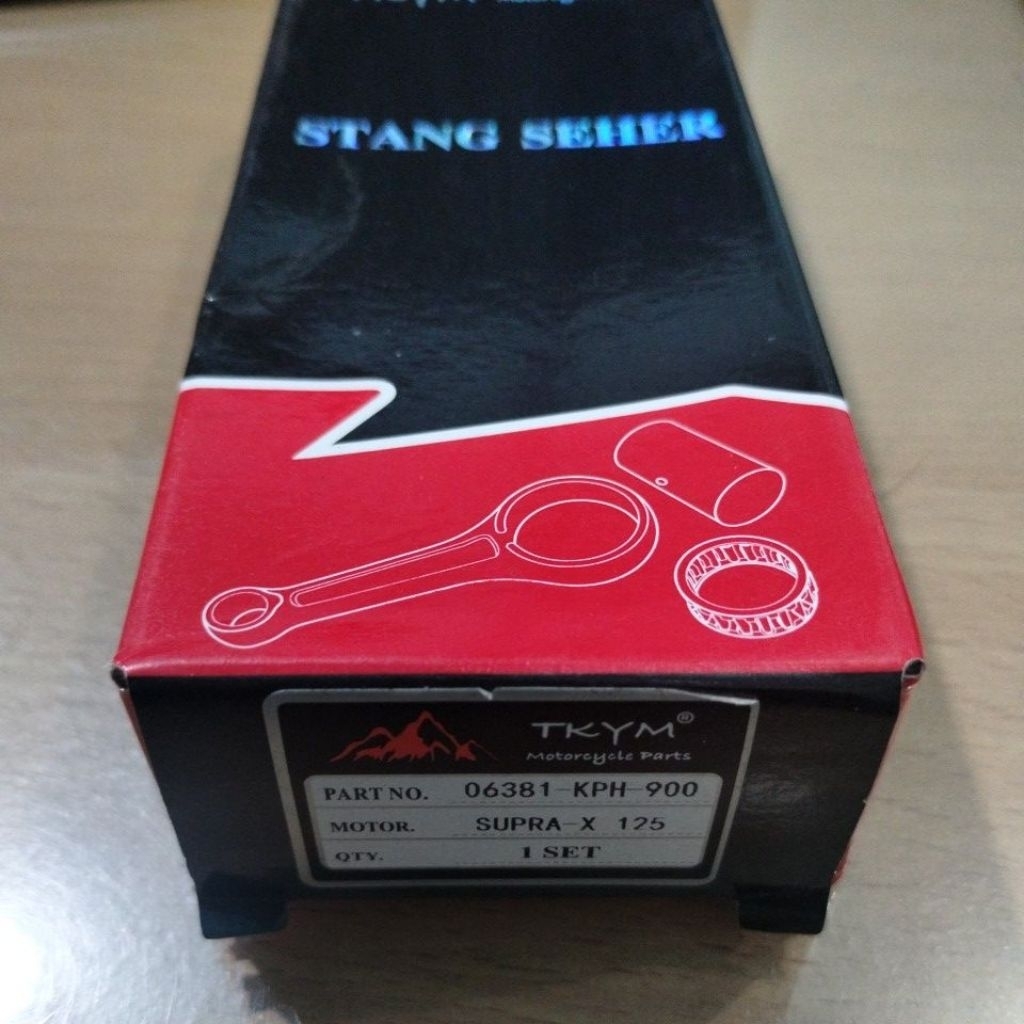 STANG SEHER
TKYM®
Motorcycle Parts
PART NO. 06381-KPH-900
MOTOR. SUPRA-X 125
QTY. 1 SET